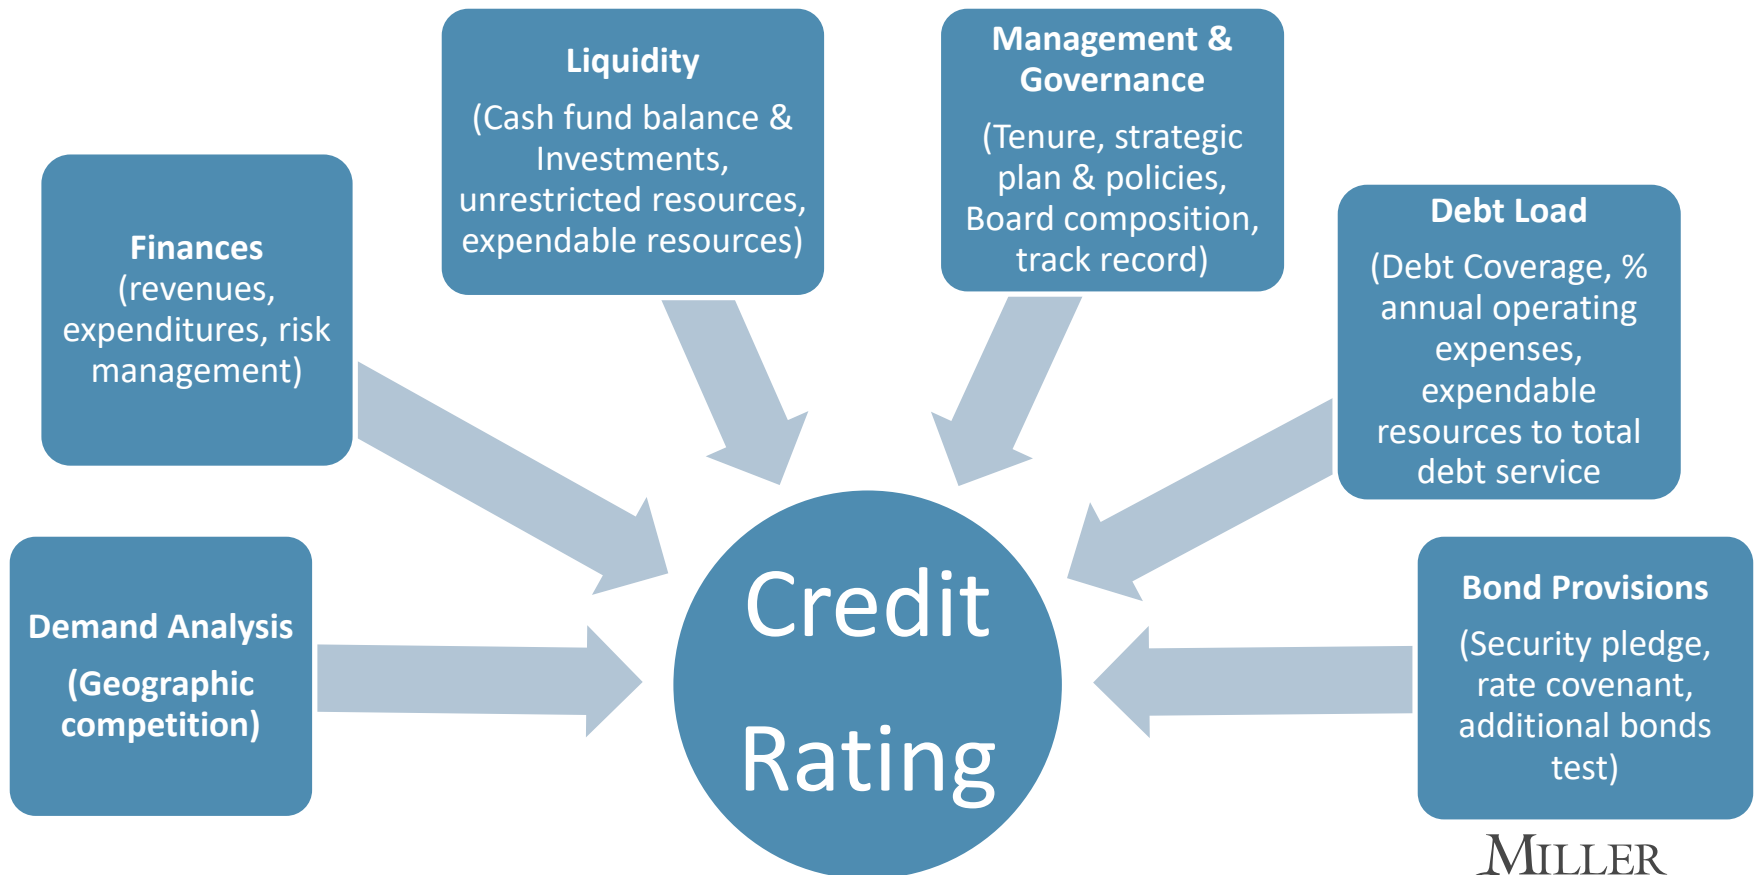 Liquidity
(Cash fund balance &
Investments,
unrestricted resources,
expendable resources)
Management &
Governance
(Tenure, strategic
plan & policies,
Board composition,
track record)
Finances
(revenues,
expenditures, risk
management)
Debt Load
(Debt Coverage, %
annual operating
expenses,
expendable
resources to total
debt service
Demand Analysis
(Geographic
competition)
Credit
Rating
Bond Provisions
(Security pledge,
rate covenant,
additional bonds
test)
MILLER